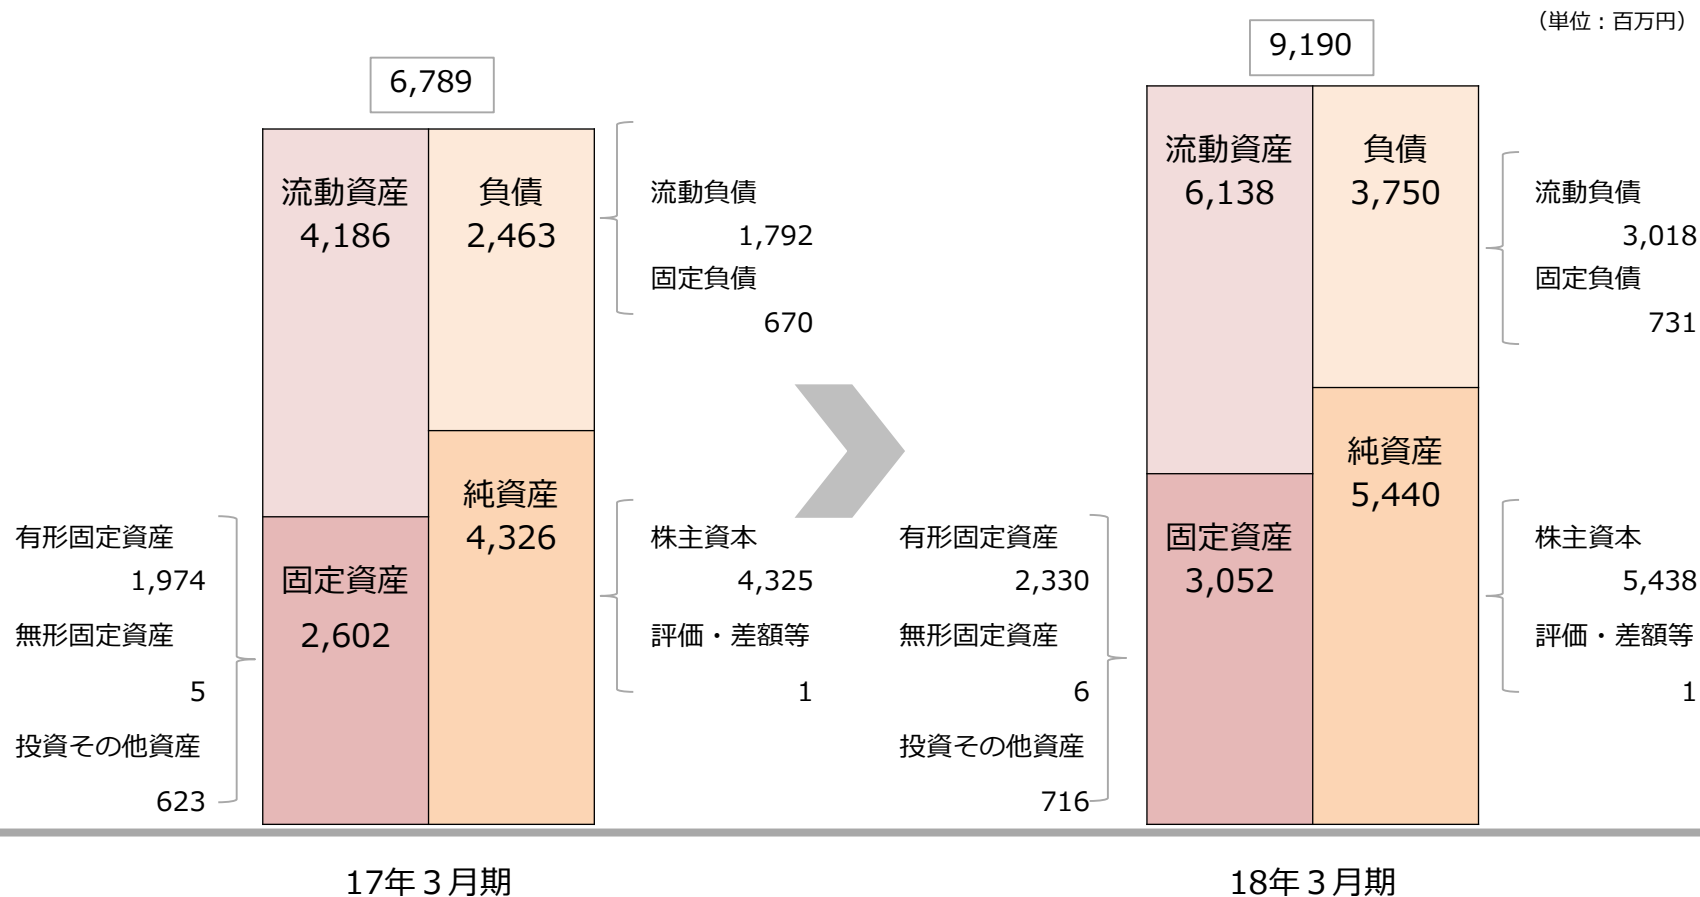 （単位：百万円）
6,789
流動資産
4,186
負債
2,463
流動負債
1,792
固定負債
670
純資産
4,326
株主資本
4,325
評価・差額等
1
固定資産
2,602
有形固定資産
1,974
無形固定資産
5
投資その他資産
623
17年３月期
9,190
流動資産
6,138
負債
3,750
流動負債
3,018
固定負債
731
純資産
5,440
株主資本
5,438
評価・差額等
1
固定資産
3,052
有形固定資産
2,330
無形固定資産
6
投資その他資産
716
18年３月期